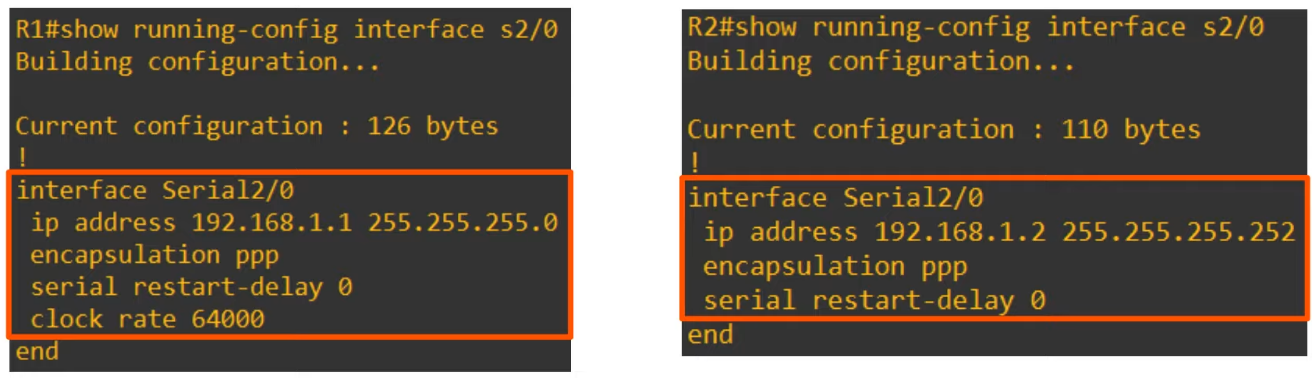 R1#show running-config interface s2/0
Building configuration...
Current configuration : 126 bytes
!
interface Serial2/0
ip address 192.168.1.1 255.255.255.0
encapsulation ppp
serial restart-delay 0
clock rate 64000
end
R2#show running-config interface s2/0
Building configuration...
Current configuration : 110 bytes
!
interface Serial2/0
ip address 192.168.1.2 255.255.255.252
encapsulation ppp
serial restart-delay 0
end